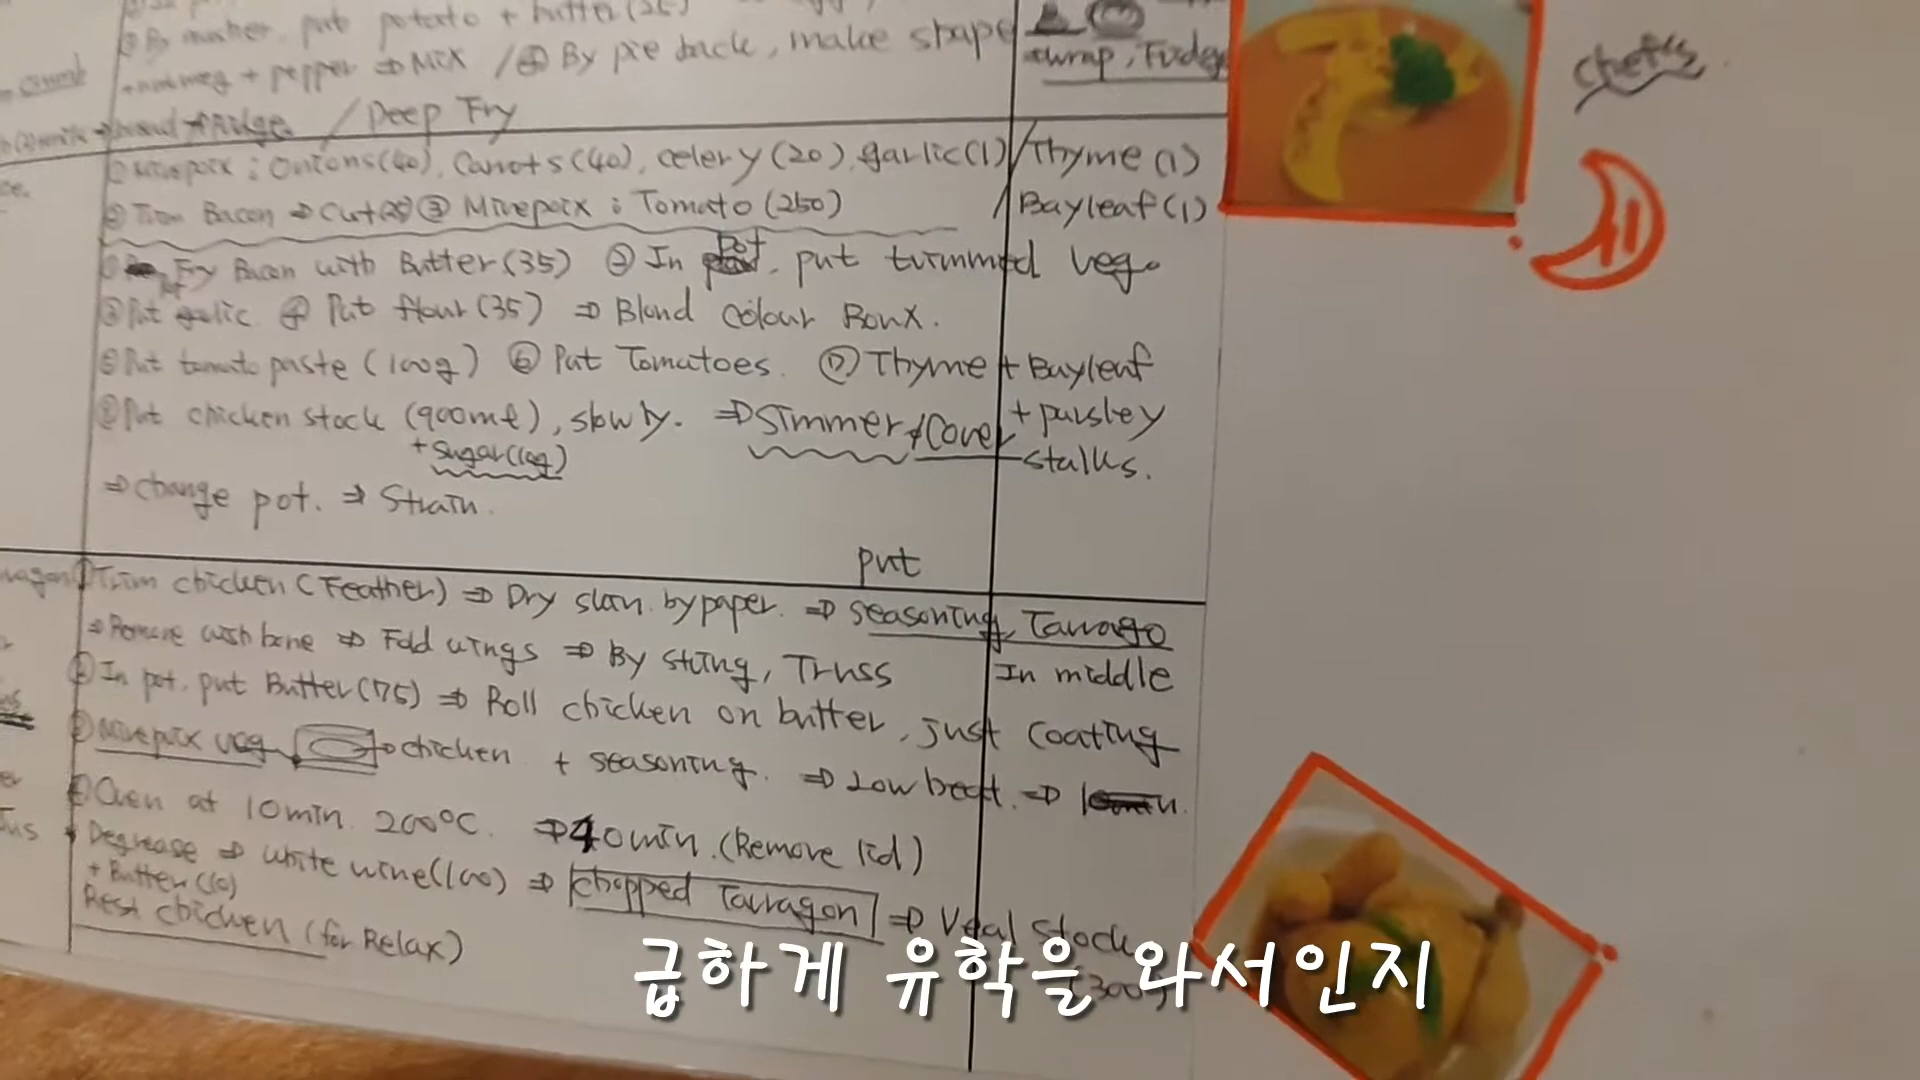 ③ By masher, put potato + butter(25)
+ nutmeg + pepper ⇒ Mix / ④ By pie back, make shape
wrap, Fridge
crumb
/ Deep Fry
① Mirepoix : Onions(40), Carrots(40), celery(20), garlic(1) / Thyme(1)
② Trim Bacon ⇒ Cut ③ Mirepoix : Tomato(250) / Bayleaf(1)
① Fry Bacon with Butter(35) ② In pot, put trimmed veg.
③ Put garlic ④ Put flour(35) ⇒ Blond colour Roux.
⑤ Put tomato paste (100g) ⑥ Put Tomatoes. ⑦ Thyme + Bayleaf
+ parsley
stalks.
⑧ Put chicken stock (900ml), slowly. ⇒ Simmer & Cover
+ Sugar(10g)
⇒ Change pot. ⇒ Strain.
put
① Trim chicken (Feather) ⇒ Dry skin by paper. ⇒ Seasoning, Tarrago
In middle
⇒ Remove wish bone ⇒ Fold wings ⇒ By string, Truss
② In pot, put Butter(75) ⇒ Roll chicken on butter, just coating
③ Mirepoix veg chicken + seasoning. ⇒ Low heat. ⇒
④ Oven at 10min 200°C. ⇒ 40min. (Remove lid)
Degrease ⇒ White wine(100) ⇒ chopped Tarragon ⇒ Veal Stock
+ Butter(10)
(300g)
Rest chicken (for Relax)
chef's
급하게 유학을 와서인지